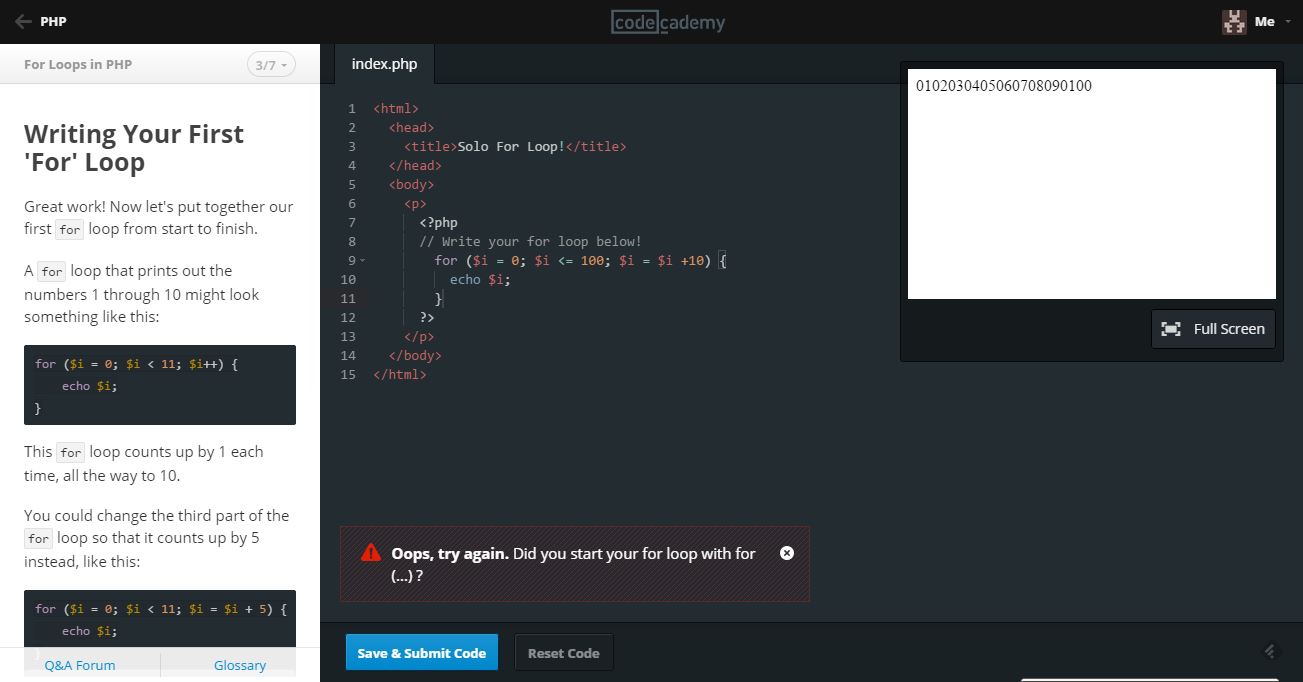 PHP
codecademy
Me
For Loops in PHP
3/7
index.php
Writing Your First
'For' Loop
Great work! Now let's put together our
first for loop from start to finish.
A for loop that prints out the
numbers 1 through 10 might look
something like this:
for ($i = 0; $i < 11; $i++) {
echo $i;
}
This for loop counts up by 1 each
time, all the way to 10.
You could change the third part of the
for loop so that it counts up by 5
instead, like this:
for ($i = 0; $i < 11; $i = $i + 5) {
echo $i;
}
Q&A Forum
Glossary
1 <html>
2 <head>
3 <title>Solo For Loop!</title>
4 </head>
5 <body>
6 <p>
7 <?php
8 // Write your for loop below!
9 for ($i = 0; $i <= 100; $i = $i +10) {
10 echo $i;
11 }
12 ?>
13 </p>
14 </body>
15 </html>
0102030405060708090100
Full Screen
Oops, try again. Did you start your for loop with for
(...) ?
Save & Submit Code
Reset Code